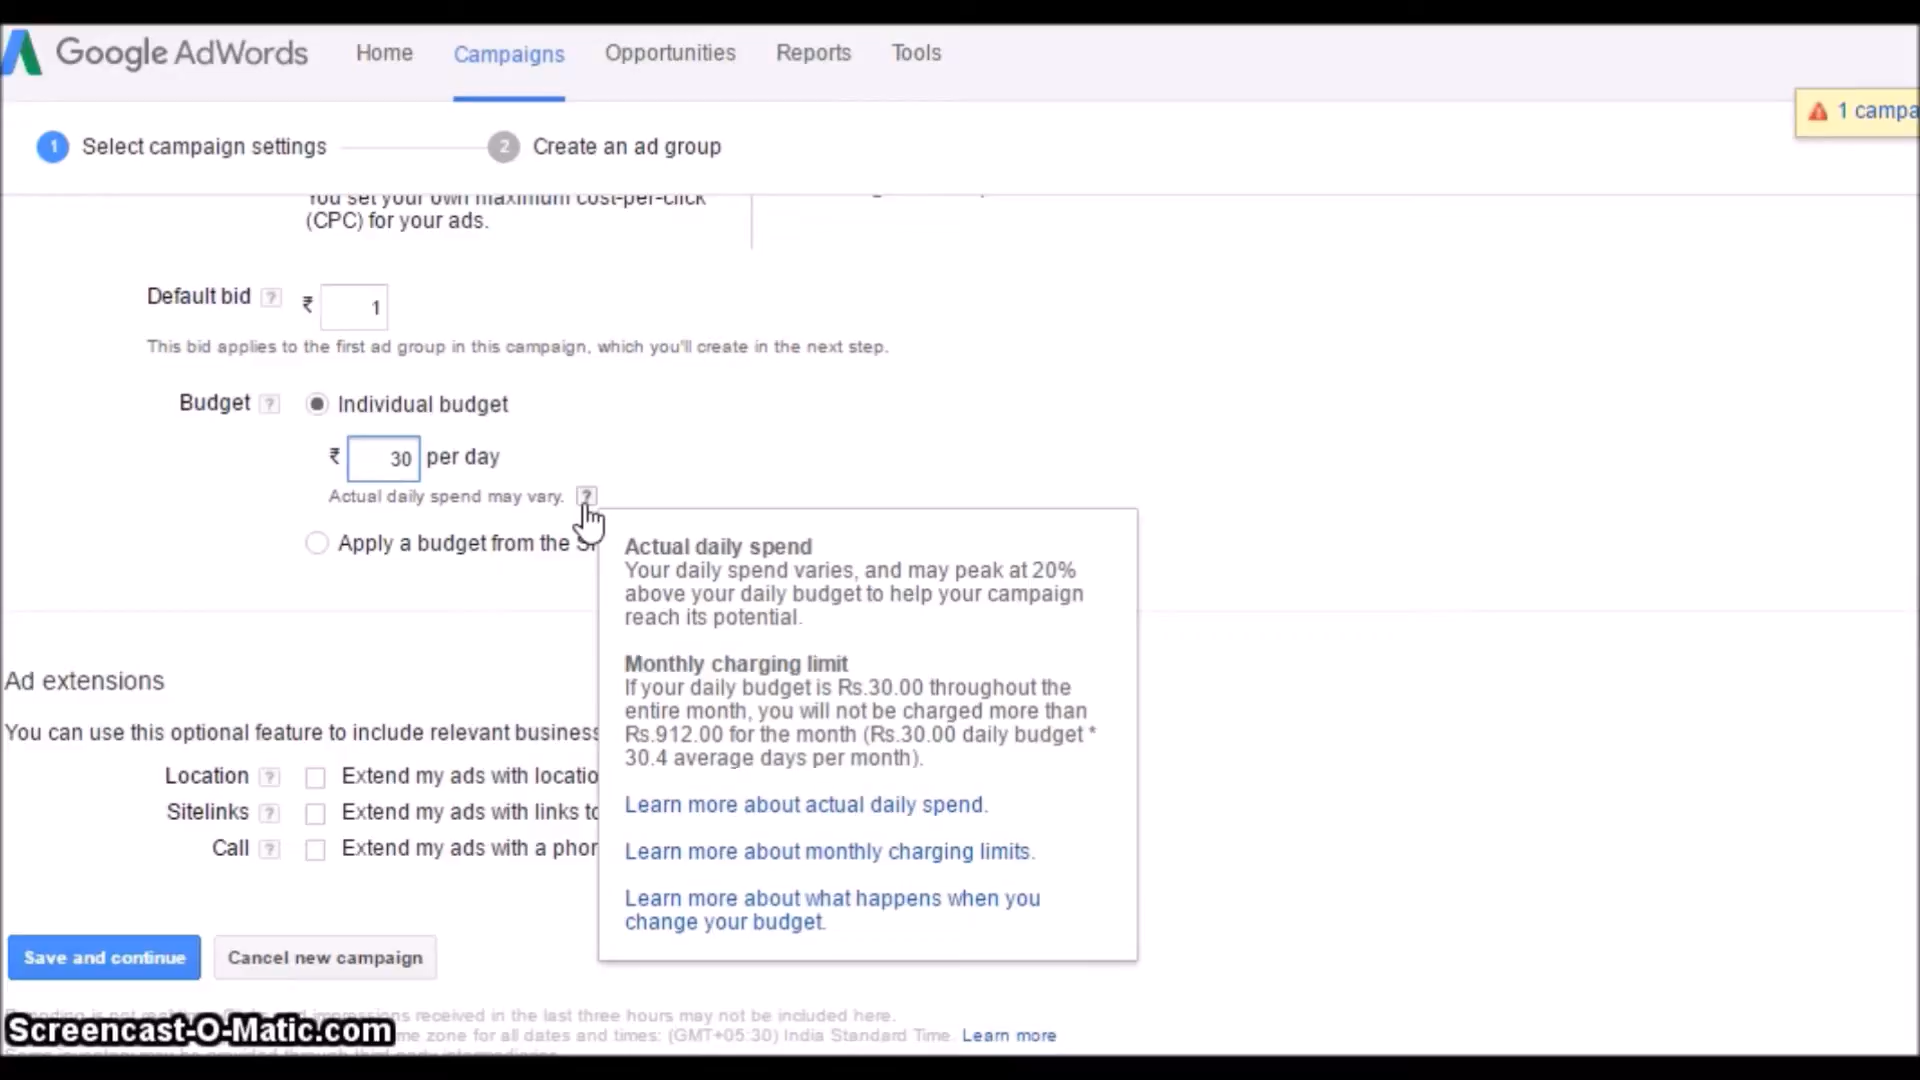 Google AdWords Home Campaigns Opportunities Reports Tools
1 campa
1 Select campaign settings 2 Create an ad group
You set your own maximum cost-per-click
(CPC) for your ads.
Default bid ? ₹ 1
This bid applies to the first ad group in this campaign, which you'll create in the next step.
Budget ? Individual budget
₹ 30 per day
Actual daily spend may vary. ?
Apply a budget from the
Actual daily spend
Your daily spend varies, and may peak at 20%
above your daily budget to help your campaign
reach its potential.
Monthly charging limit
If your daily budget is Rs.30.00 throughout the
entire month, you will not be charged more than
Rs.912.00 for the month (Rs.30.00 daily budget *
30.4 average days per month).
Learn more about actual daily spend.
Learn more about monthly charging limits.
Learn more about what happens when you
change your budget.
Ad extensions
You can use this optional feature to include relevant business
Location ? Extend my ads with locatio
Sitelinks ? Extend my ads with links to
Call ? Extend my ads with a phon
Save and continue Cancel new campaign
impressions received in the last three hours may not be included here.
me zone for all dates and times: (GMT+05:30) India Standard Time. Learn more
Screencast-O-Matic.com